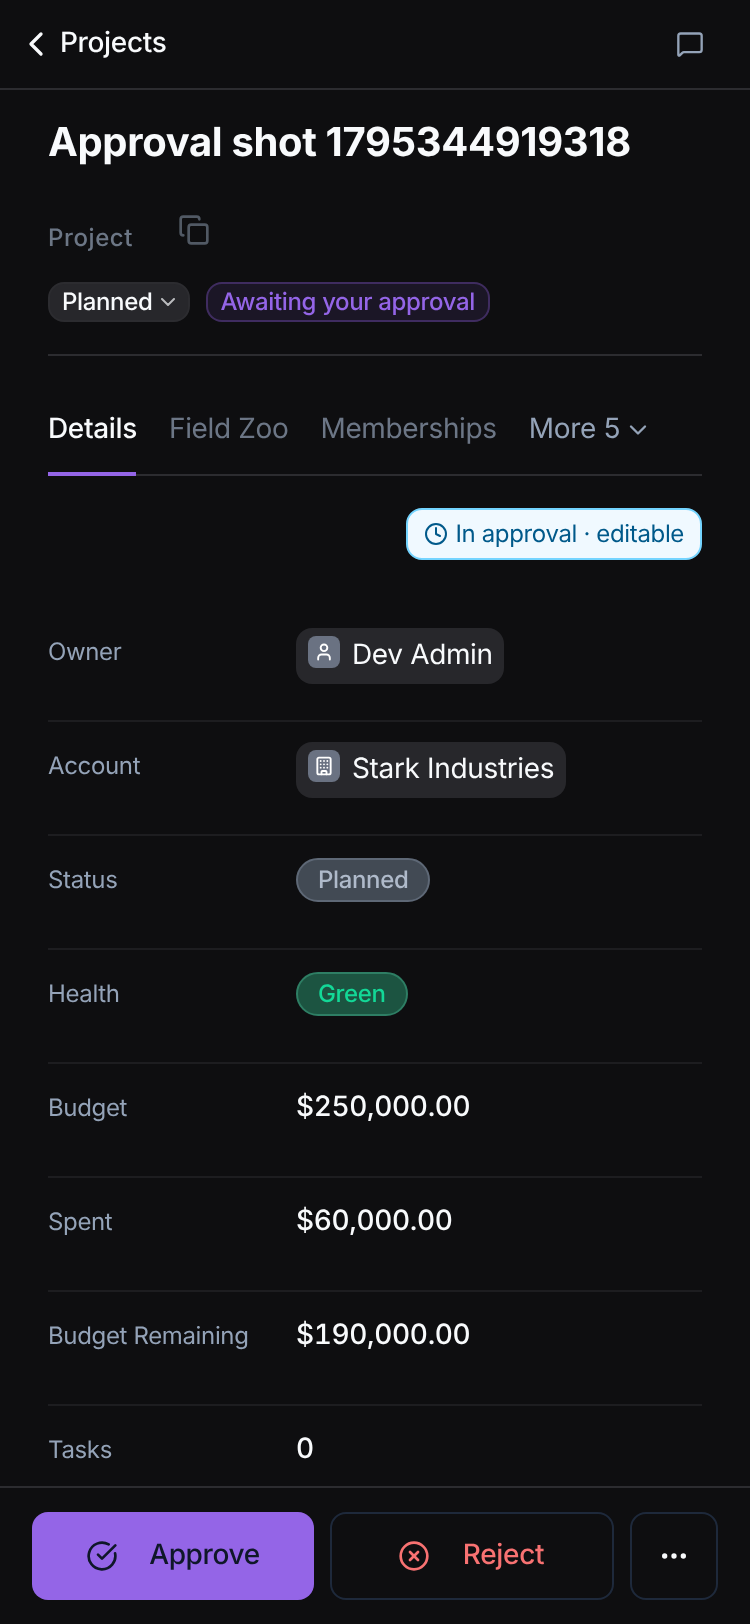 Projects
Approval shot 1795344919318
Project
Planned Awaiting your approval
Details Field Zoo Memberships More 5
In approval · editable
Owner Dev Admin
Account Stark Industries
Status Planned
Health Green
Budget $250,000.00
Spent $60,000.00
Budget Remaining $190,000.00
Tasks 0
Approve Reject